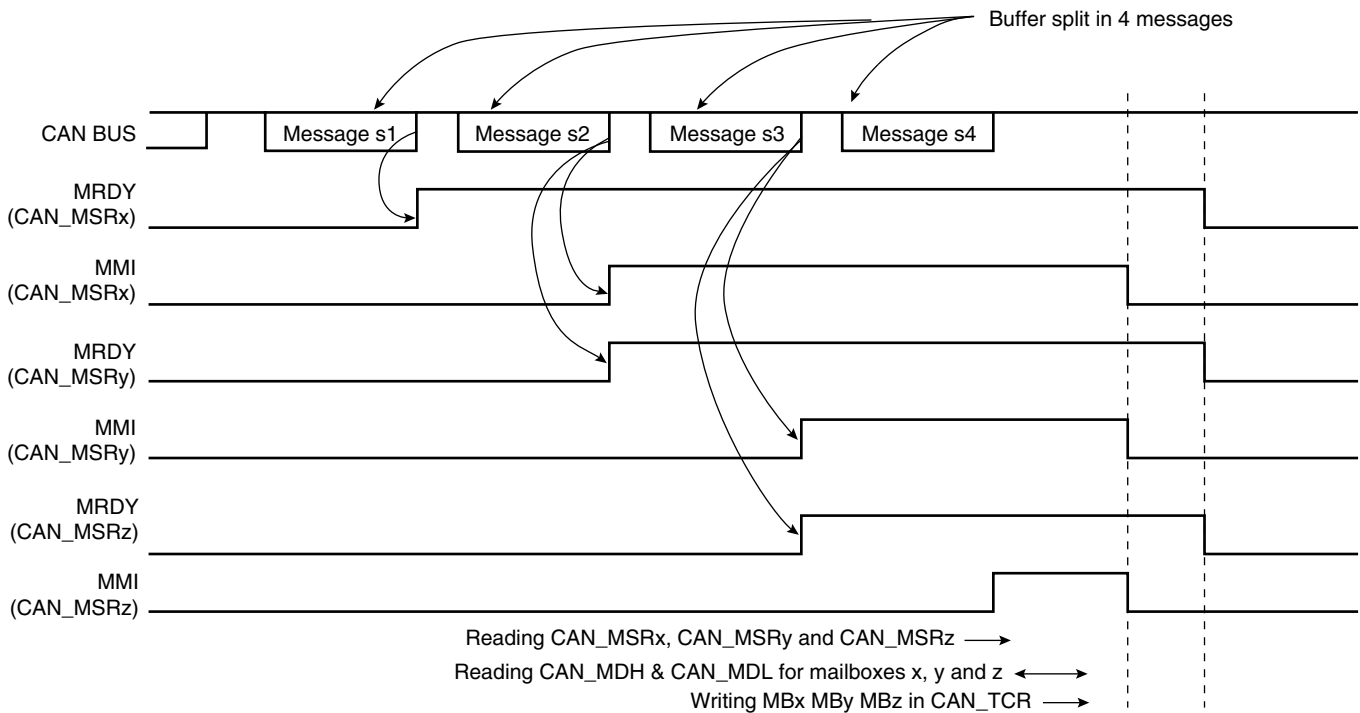 Buffer split in 4 messages
CAN BUS
Message s1
Message s2
Message s3
Message s4
MRDY
(CAN_MSRx)
MMI
(CAN_MSRx)
MRDY
(CAN_MSRy)
MMI
(CAN_MSRy)
MRDY
(CAN_MSRz)
MMI
(CAN_MSRz)
Reading CAN_MSRx, CAN_MSRy and CAN_MSRz
Reading CAN_MDH & CAN_MDL for mailboxes x, y and z
Writing MBx MBy MBz in CAN_TCR